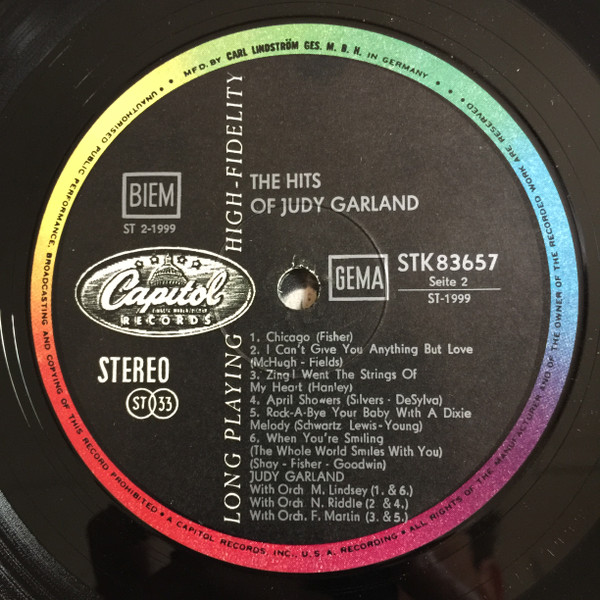 MFD. BY CARL LINDSTRÖM GES. M. B. H. IN GERMANY
UNAUTHORISED PUBLIC PERFORMANCE, BROADCASTING AND COPYING OF THIS RECORD PROHIBITED • A CAPITOL RECORDS, INC., U.S.A. RECORDING • ALL RIGHTS OF THE MANUFACTURER AND OF THE OWNER OF THE RECORDED WORK ARE RESERVED
LONG PLAYING HIGH-FIDELITY
THE HITS
OF JUDY GARLAND
BIEM
ST 2-1999
Capitol
RECORDS
GEMA
STK 83657
Seite 2
ST-1999
STEREO
ST 33
1. Chicago (Fisher)
2. I Can't Give You Anything But Love
(McHugh - Fields)
3. Zing! Went The Strings Of
My Heart (Hanley)
4. April Showers (Silvers - DeSylva)
5. Rock-A-Bye Your Baby With A Dixie
Melody (Schwartz Lewis-Young)
6. When You're Smiling
(The Whole World Smiles With You)
(Shay - Fisher - Goodwin)
JUDY GARLAND
With Orch. M. Lindsey (1. & 6.)
With Orch. N. Riddle (2 & 4.)
With Orch. F. Martin (3. & 5.)